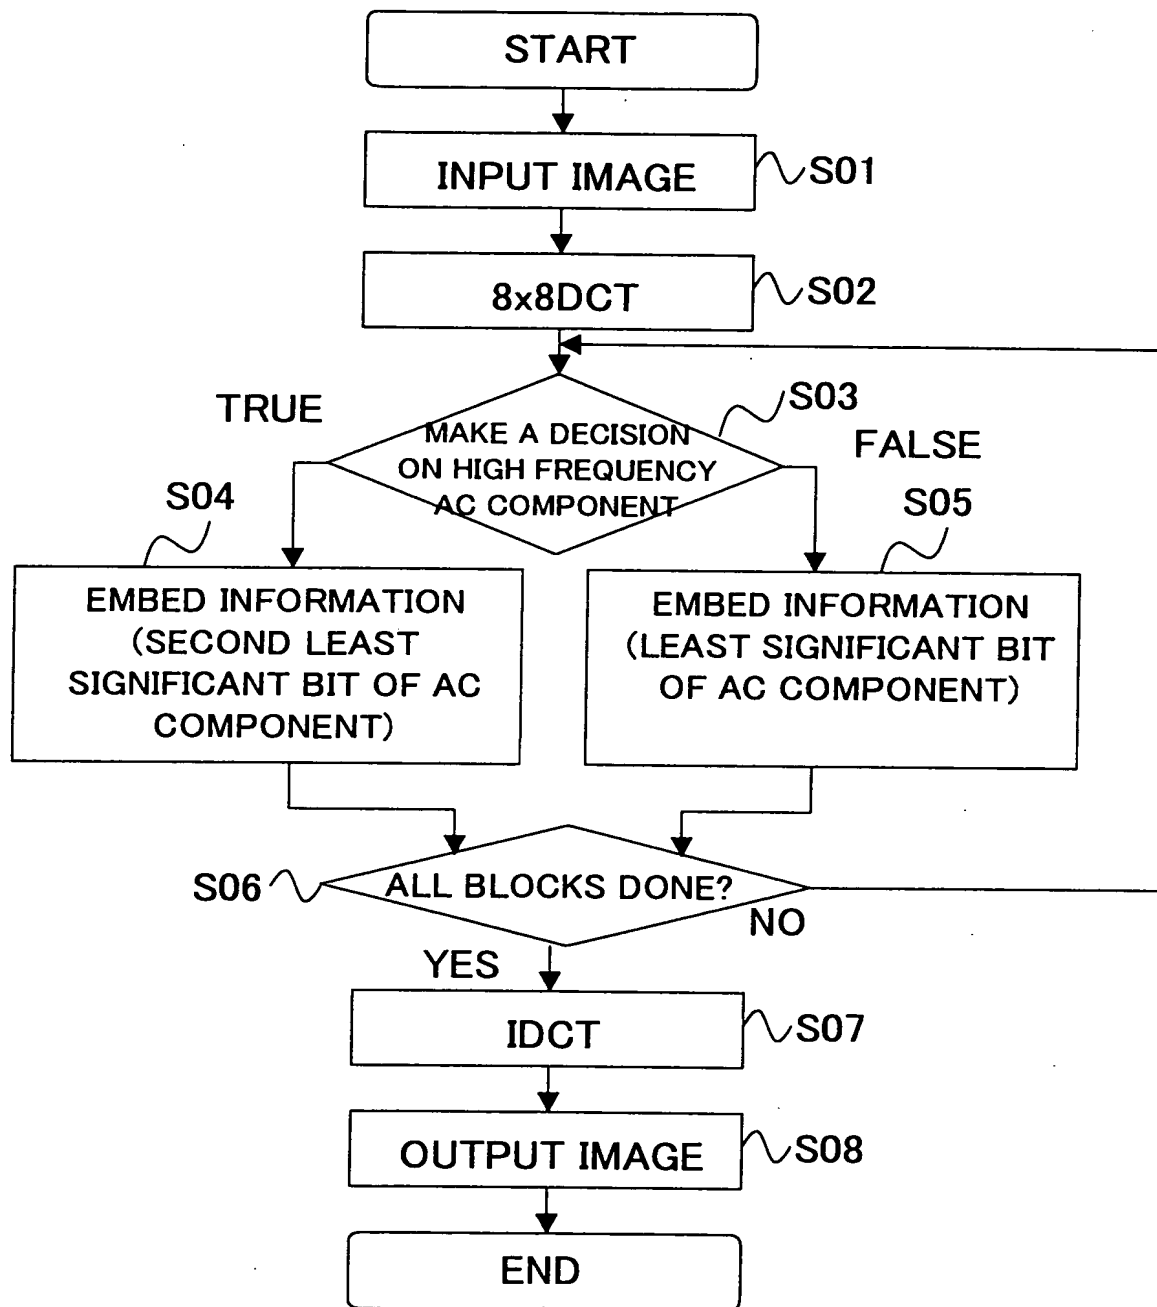 START
INPUT IMAGE
S01
8x8DCT
S02
S03
TRUE
MAKE A DECISION
ON HIGH FREQUENCY
AC COMPONENT
FALSE
S04
S05
EMBED INFORMATION
(SECOND LEAST
SIGNIFICANT BIT OF AC
COMPONENT)
EMBED INFORMATION
(LEAST SIGNIFICANT BIT
OF AC COMPONENT)
S06
ALL BLOCKS DONE?
NO
YES
IDCT
S07
OUTPUT IMAGE
S08
END